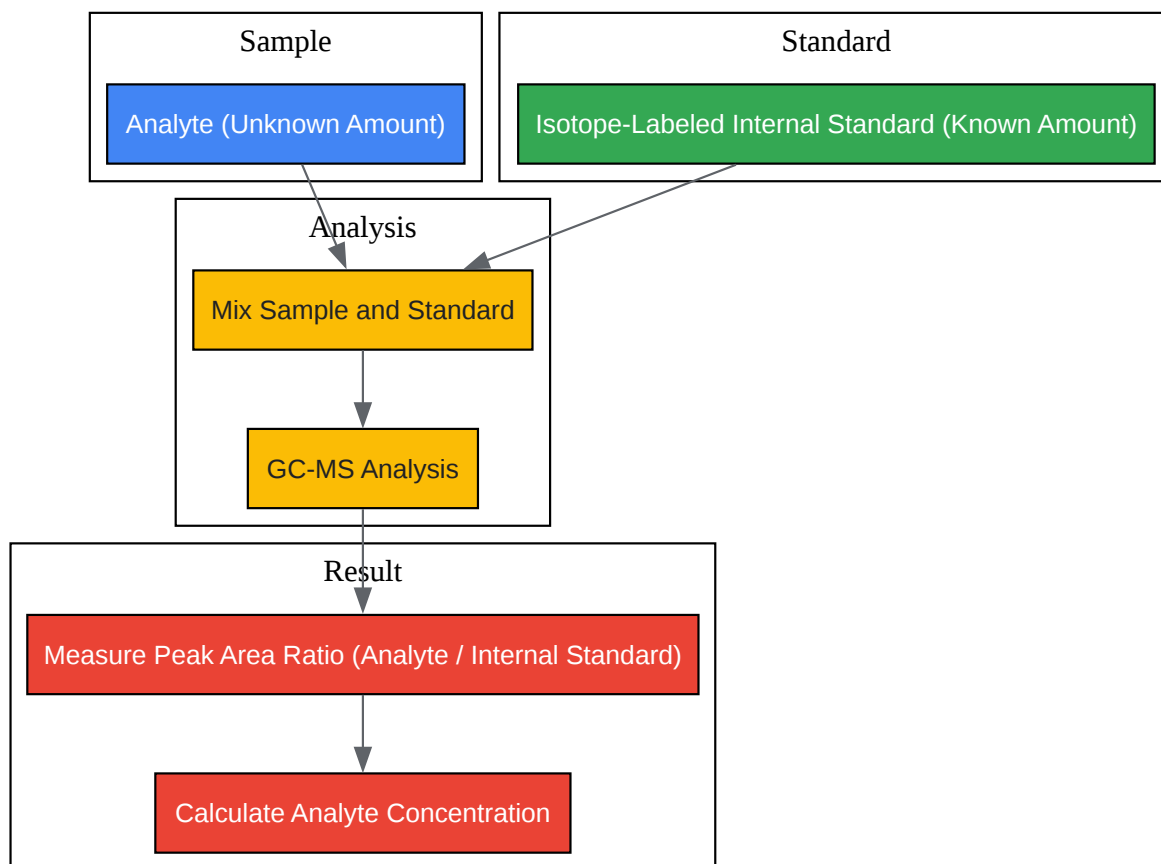 Sample
Standard
Analyte (Unknown Amount)
Isotope-Labeled Internal Standard (Known Amount)
Analysis
Mix Sample and Standard
GC-MS Analysis
Result
Measure Peak Area Ratio (Analyte / Internal Standard)
Calculate Analyte Concentration